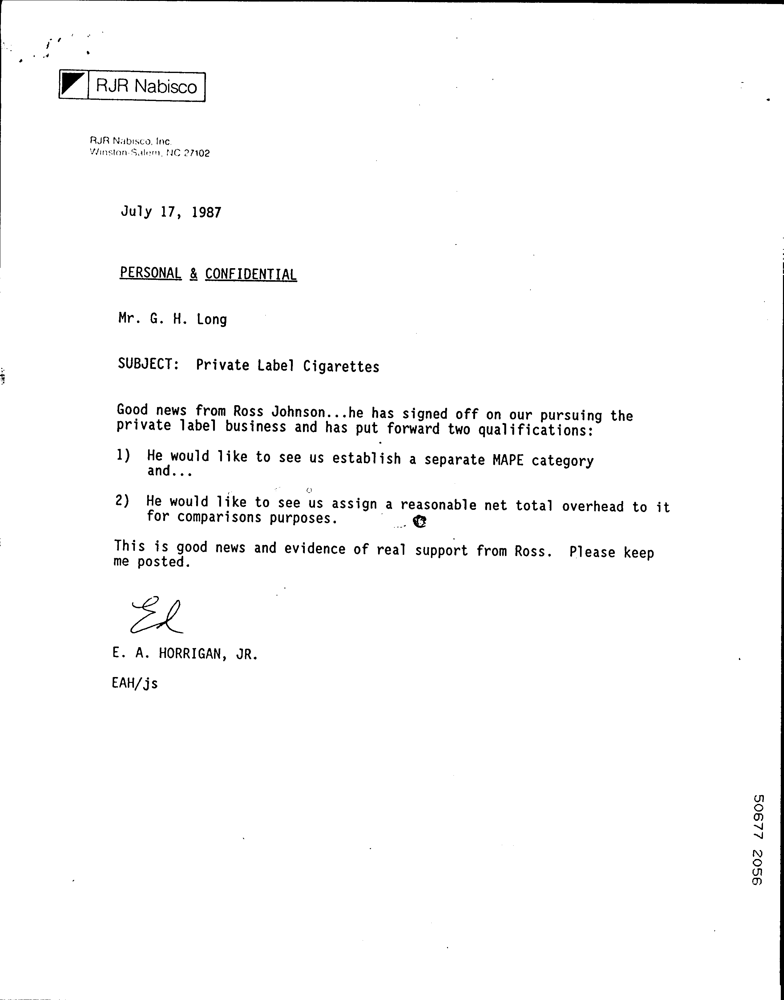 RJR Nabisco
RJR Nabisco, Inc.
Winston-Salem, NC 27102
July 17, 1987
PERSONAL & CONFIDENTIAL
Mr. G. H. Long
SUBJECT: Private Label Cigarettes
Good news from Ross Johnson...he has signed off on our pursuing the
private label business and has put forward two qualifications:
1) He would like to see us establish a separate MAPE category
and...
2) He would like to see us assign a reasonable net total overhead to it
for comparisons purposes.
This is good news and evidence of real support from Ross. Please keep
me posted.
Ed
E. A. HORRIGAN, JR.
EAH/js
50677 2056